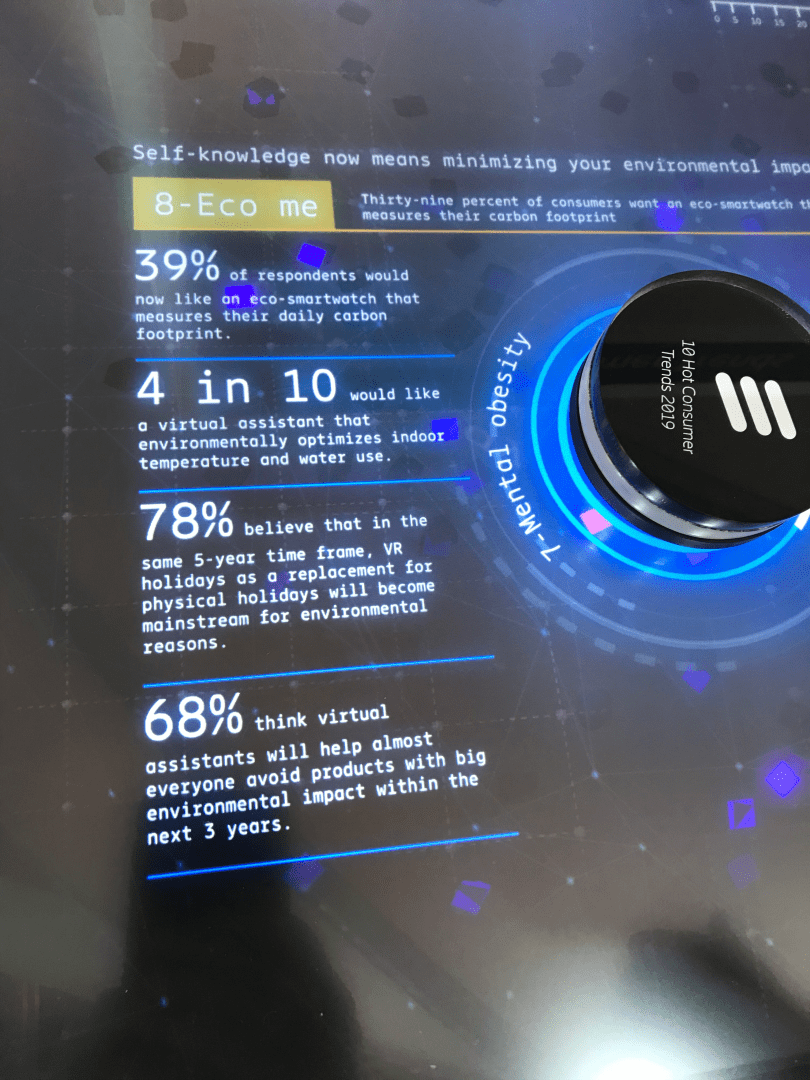 0 5 10 15 20
Self-knowledge now means minimizing your environmental
8-Eco me
Thirty-nine percent of consumers want an eco-smartwatch
measures their carbon footprint
39% of respondents would
now like an eco-smartwatch that
measures their daily carbon
footprint.
4 in 10 would like
a virtual assistant that
environmentally optimizes indoor
temperature and water use.
78% believe that in the
same 5-year time frame, VR
holidays as a replacement for
physical holidays will become
mainstream for environmental
reasons.
68% think virtual
assistants will help almost
everyone avoid products with big
environmental impact within the
next 3 years.
7-Mental obesity
10 Hot Consumer
Trends 2019